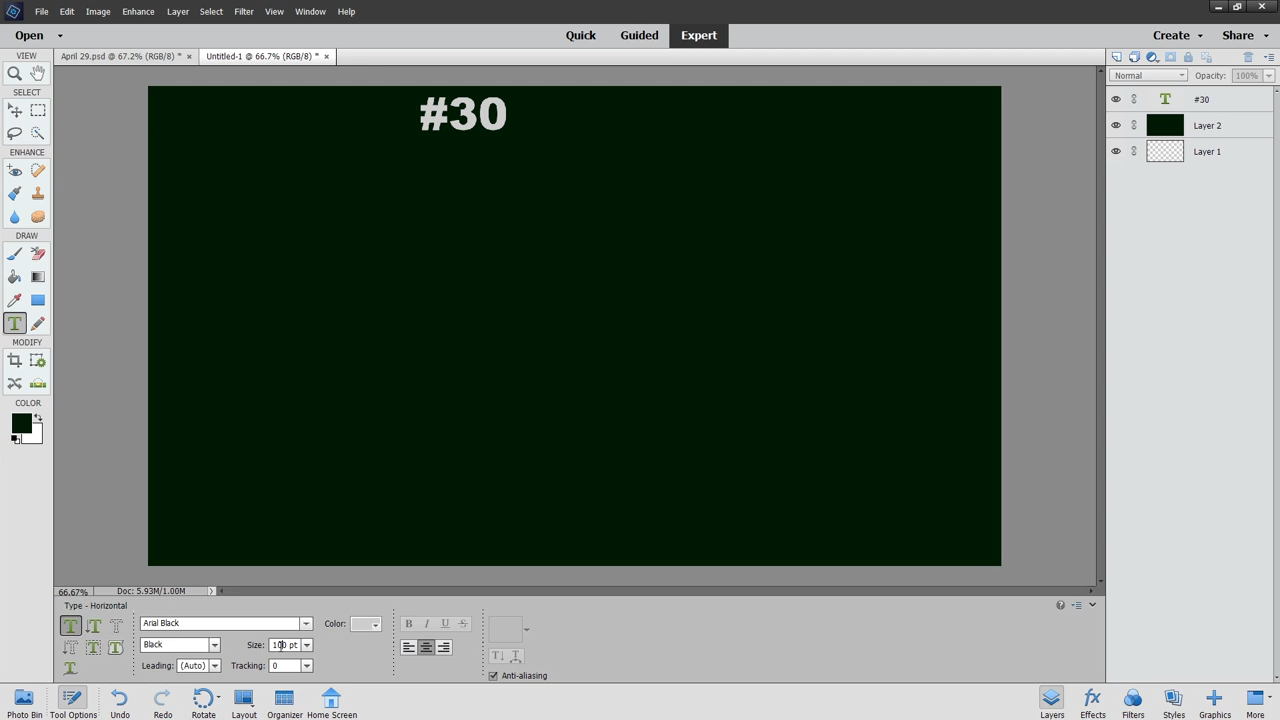 File Edit Image Enhance Layer Select Filter View Window Help
Open Quick Guided Expert Create Share
VIEW April 29.psd @ 67.2% (RGB/8) * × Untitled-1 @ 66.7% (RGB/8) * ×
Normal Opacity: 100%
SELECT
#30
#30
Layer 2
Layer 1
ENHANCE
DRAW
MODIFY
COLOR
66.67% Doc: 5.93M/1.00M
Type - Horizontal
Arial Black Color:
Black Size: 100 pt
Leading: (Auto) Tracking: 0
B I U S
Anti-aliasing
Photo Bin Tool Options Undo Redo Rotate Layout Organizer Home Screen Layers Effects Filters Styles Graphics More